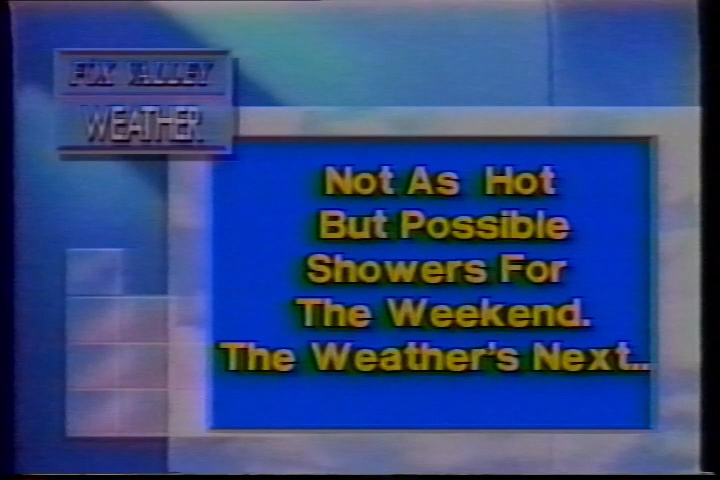 FOX VALLEY
WEATHER
Not As Hot
But Possible
Showers For
The Weekend.
The Weather's Next..